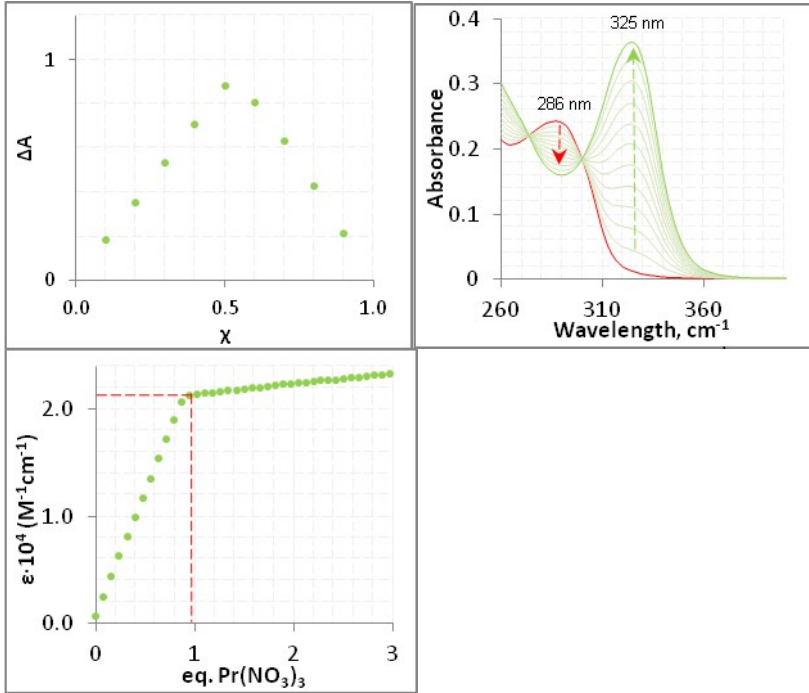 1
ΔA
0
0.0 0.5 1.0
χ
0.4
325 nm
0.3
286 nm
Absorbance
0.2
0.1
0
260 310 360
Wavelength, cm⁻¹
2.0
ε·10⁴ (M⁻¹cm⁻¹)
1.0
0.0
0 1 2 3
eq. Pr(NO₃)₃